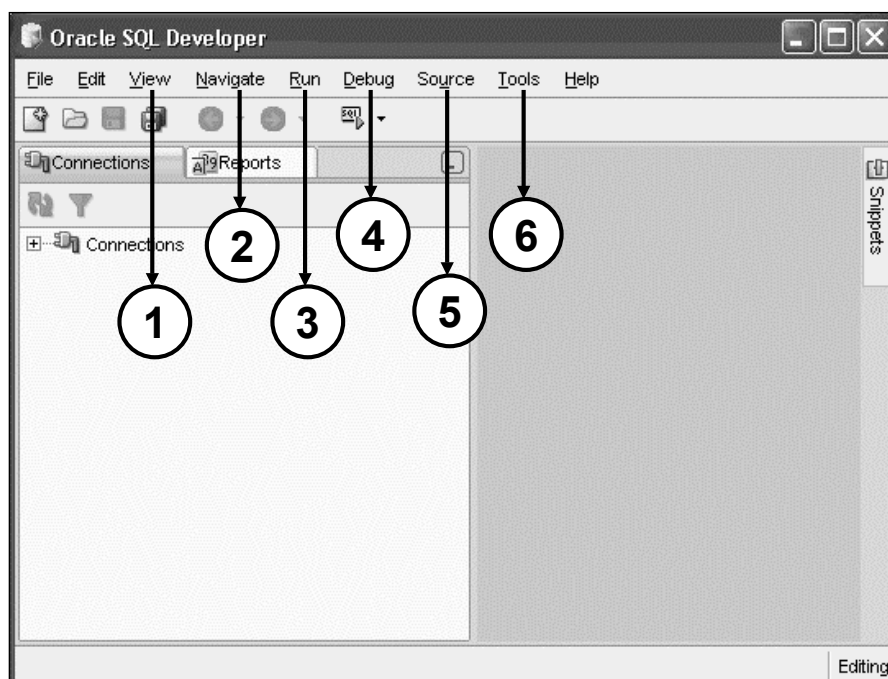 Oracle SQL Developer
File Edit View Navigate Run Debug Source Tools Help
SQL
Connections Reports
Connections
Snippets
2 4 6
1 3 5
Editing